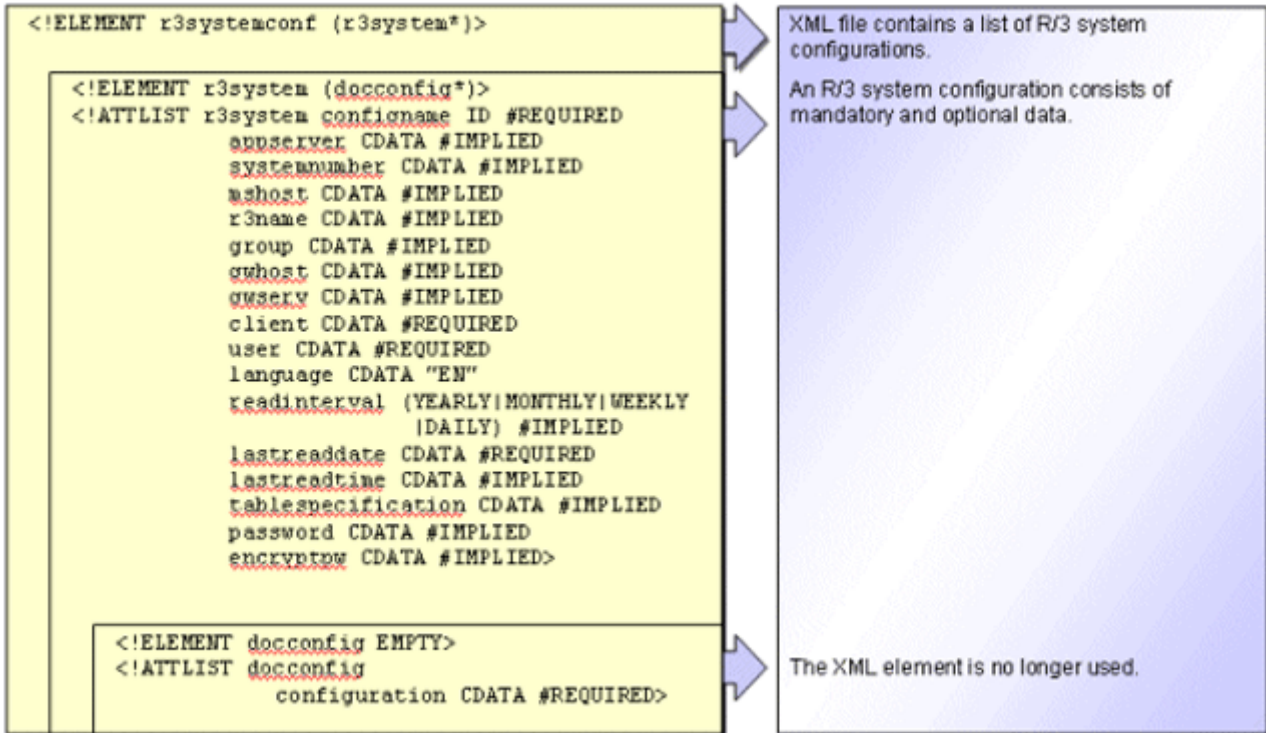 <!ELEMENT r3systemconf (r3system*)>
XML file contains a list of R/3 system
configurations.
<!ELEMENT r3system (docconfig*)>
<!ATTLIST r3system configname ID #REQUIRED
appserver CDATA #IMPLIED
systemnumber CDATA #IMPLIED
mshost CDATA #IMPLIED
r3name CDATA #IMPLIED
group CDATA #IMPLIED
gwhost CDATA #IMPLIED
gwserv CDATA #IMPLIED
client CDATA #REQUIRED
user CDATA #REQUIRED
language CDATA "EN"
readinterval (YEARLY|MONTHLY|WEEKLY
|DAILY) #IMPLIED
lastreaddate CDATA #REQUIRED
lastreadtime CDATA #IMPLIED
tablespecification CDATA #IMPLIED
password CDATA #IMPLIED
encryptpw CDATA #IMPLIED>
An R/3 system configuration consists of
mandatory and optional data.
<!ELEMENT docconfig EMPTY>
<!ATTLIST docconfig
configuration CDATA #REQUIRED>
The XML element is no longer used.